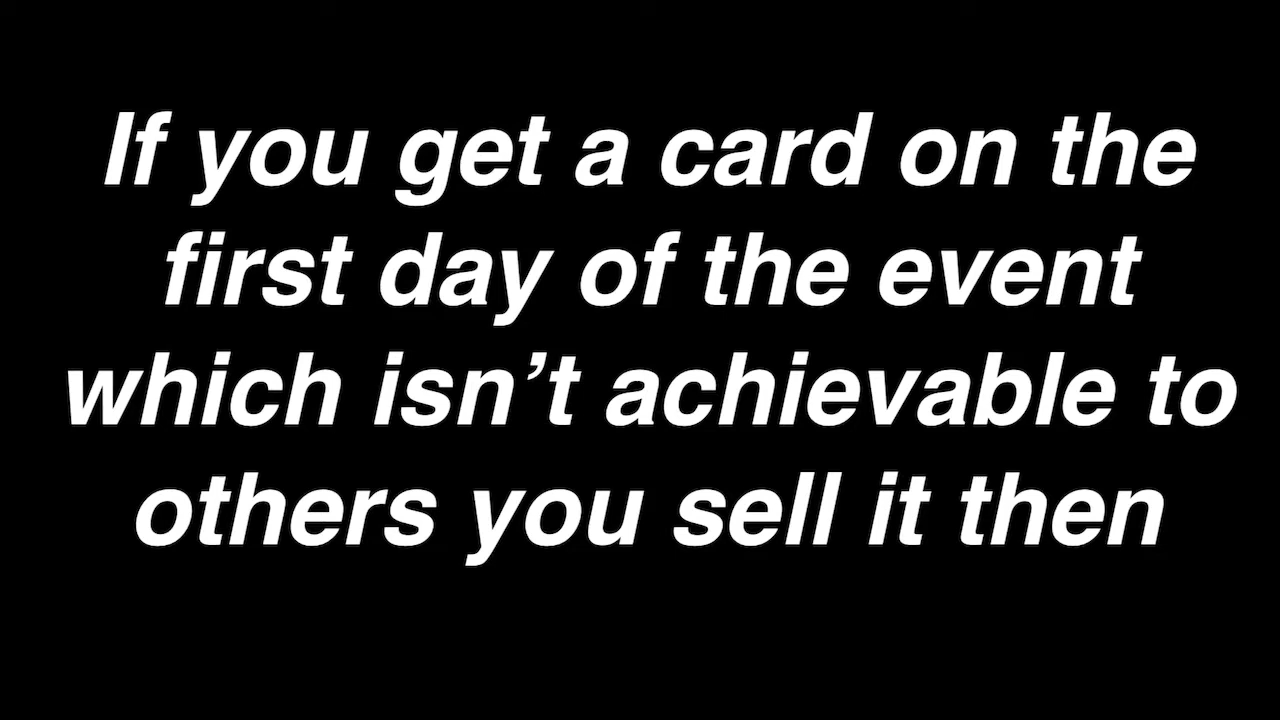 If you get a card on the
first day of the event
which isn’t achievable to
others you sell it then